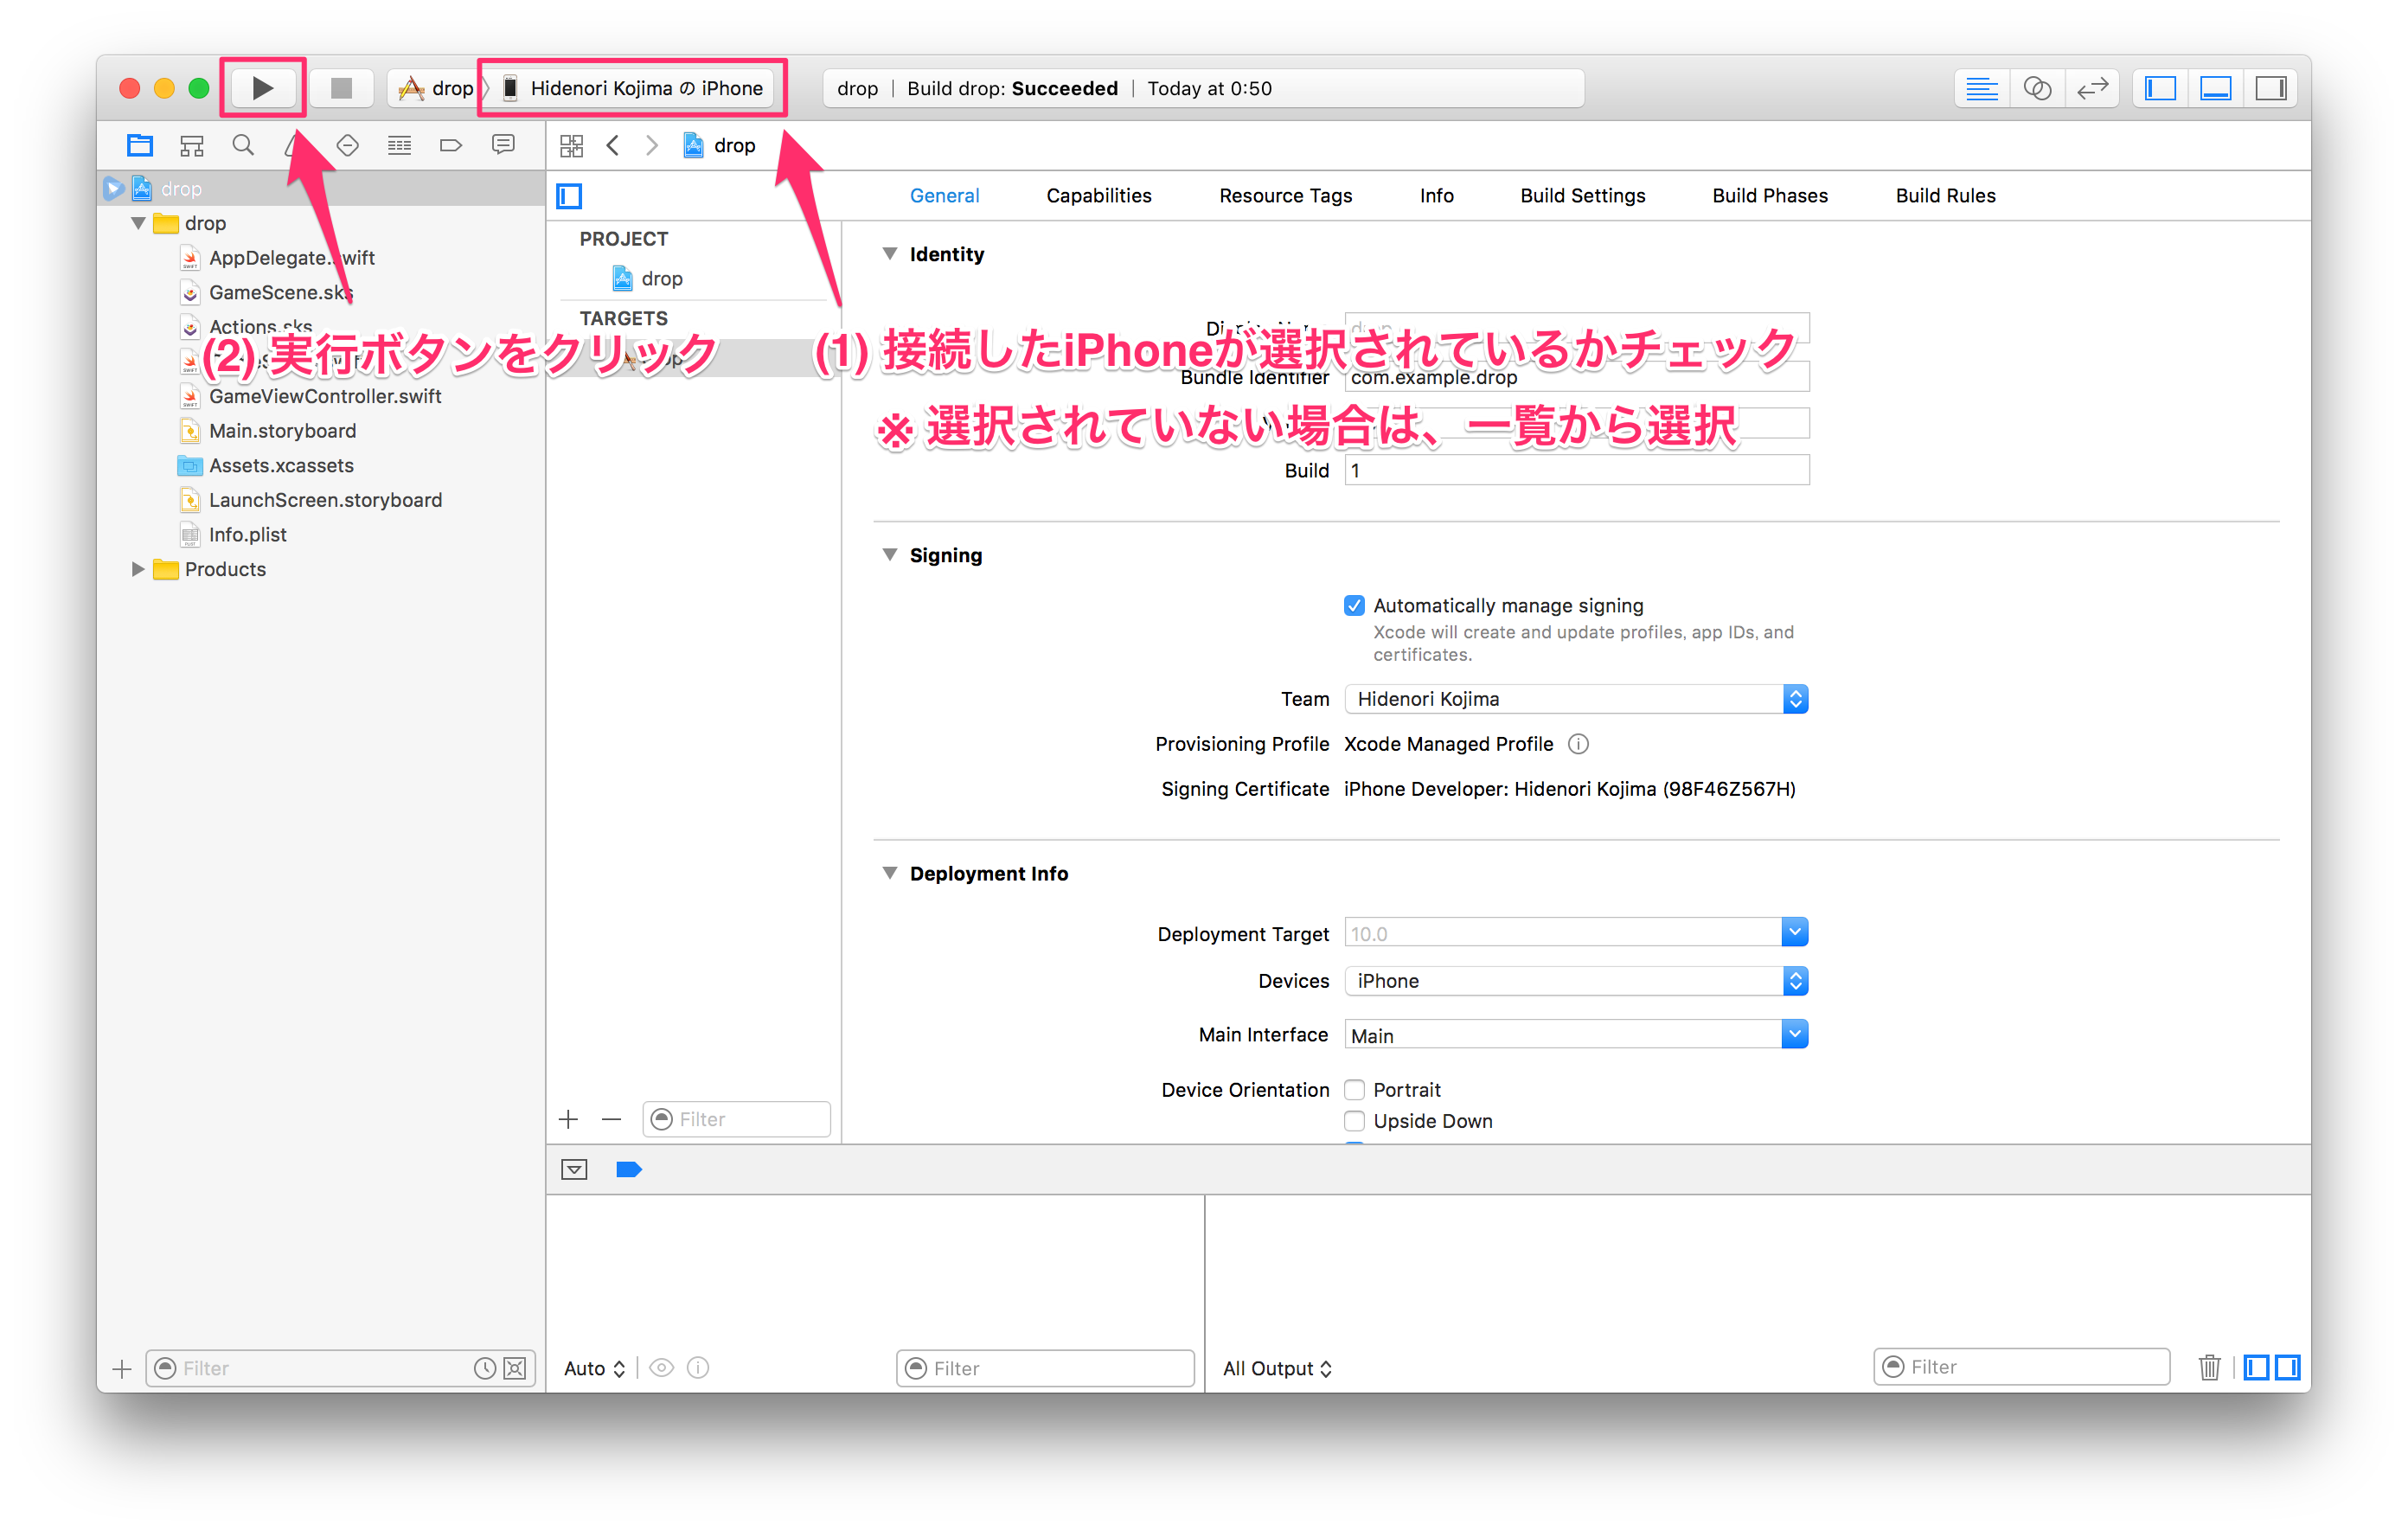 drop Hidenori Kojima の iPhone
drop Build drop: Succeeded Today at 0:50
drop
General Capabilities Resource Tags Info Build Settings Build Phases Build Rules
drop
drop
AppDelegate.swift
GameScene.sks
Actions.sks
GameViewController.swift
Main.storyboard
Assets.xcassets
LaunchScreen.storyboard
Info.plist
Products
(2) 実行ボタンをクリック
PROJECT
drop
TARGETS
(1) 接続したiPhoneが選択されているかチェック
※ 選択されていない場合は、一覧から選択
Identity
Bundle Identifier com.example.drop
Build 1
Signing
Automatically manage signing
Xcode will create and update profiles, app IDs, and
certificates.
Team Hidenori Kojima
Provisioning Profile Xcode Managed Profile
Signing Certificate iPhone Developer: Hidenori Kojima (98F46Z567H)
Deployment Info
Deployment Target 10.0
Devices iPhone
Main Interface Main
Device Orientation Portrait
Upside Down
Filter
Filter
Auto
Filter
All Output
Filter